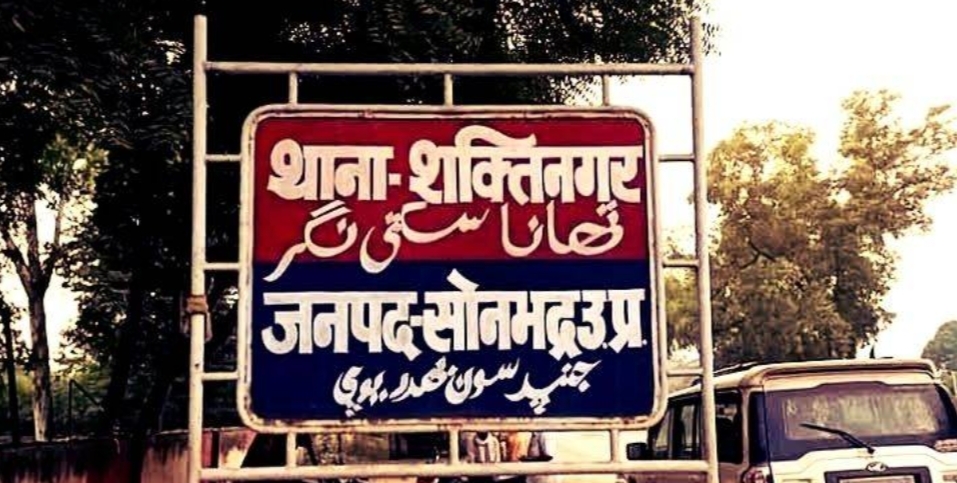 थाना-शक्तिनगर
تھانا سکتی نگر
जनपद-सोनभद्र उ.प्र.
جنپد سون بھدر یوپی